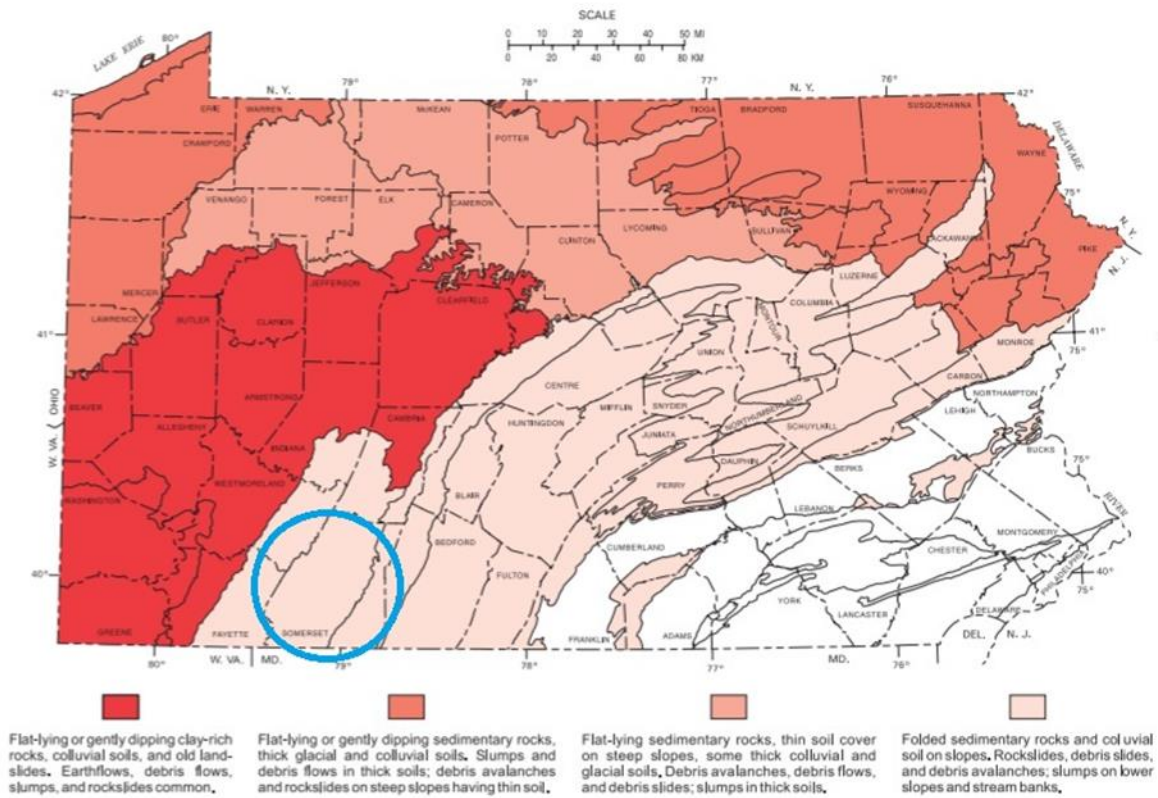 SCALE
0 10 20 30 40 50 MI
0 20 40 60 80 KM
LAKE ERIE
80°
42°
N. Y.
79°
78°
77°
N. Y.
76°
42°
ERIE
WARREN
McKEAN
TIOGA
BRADFORD
SUSQUEHANNA
CRAWFORD
POTTER
WAYNE
DELAWARE
75°
VENANGO
FOREST
ELK
CAMERON
WYOMING
LYCOMING
SULLIVAN
CLINTON
LACKAWANNA
PIKE
N. Y.
N. J.
MERCER
JEFFERSON
CLEARFIELD
LUZERNE
LAWRENCE
BUTLER
CLARION
COLUMBIA
MONTOUR
41°
41°
75°
MONROE
UNION
CENTRE
CARBON
NORTHAMPTON
BEAVER
ARMSTRONG
MIFFLIN
SNYDER
NORTHUMBERLAND
LEHIGH
OHIO
W. VA.
ALLEGHENY
CAMBRIA
HUNTINGDON
SCHUYLKILL
INDIANA
JUNIATA
BUCKS
75°
DAUPHIN
BERKS
WESTMORELAND
WASHINGTON
BLAIR
PERRY
LEBANON
RIVER
BEDFORD
CUMBERLAND
MONTGOMERY
CHESTER
PHILADELPHIA
40°
FULTON
40°
75°
YORK
LANCASTER
DELAWARE
GREENE
FAYETTE
SOMERSET
FRANKLIN
ADAMS
DEL.
N. J.
80°
W. VA.
MD.
79°
78°
77°
MD.
76°
Flat-lying or gently dipping clay-rich
rocks, colluvial soils, and old land-
slides. Earthflows, debris flows,
slumps, and rockslides common.
Flat-lying or gently dipping sedimentary rocks,
thick glacial and colluvial soils. Slumps and
debris flows in thick soils; debris avalanches
and rockslides on steep slopes having thin soil.
Flat-lying sedimentary rocks, thin soil cover
on steep slopes, some thick colluvial and
glacial soils. Debris avalanches, debris flows,
and debris slides; slumps in thick soils.
Folded sedimentary rocks and col uvial
soil on slopes. Rockslides, debris slides,
and debris avalanches; slumps on lower
slopes and stream banks.